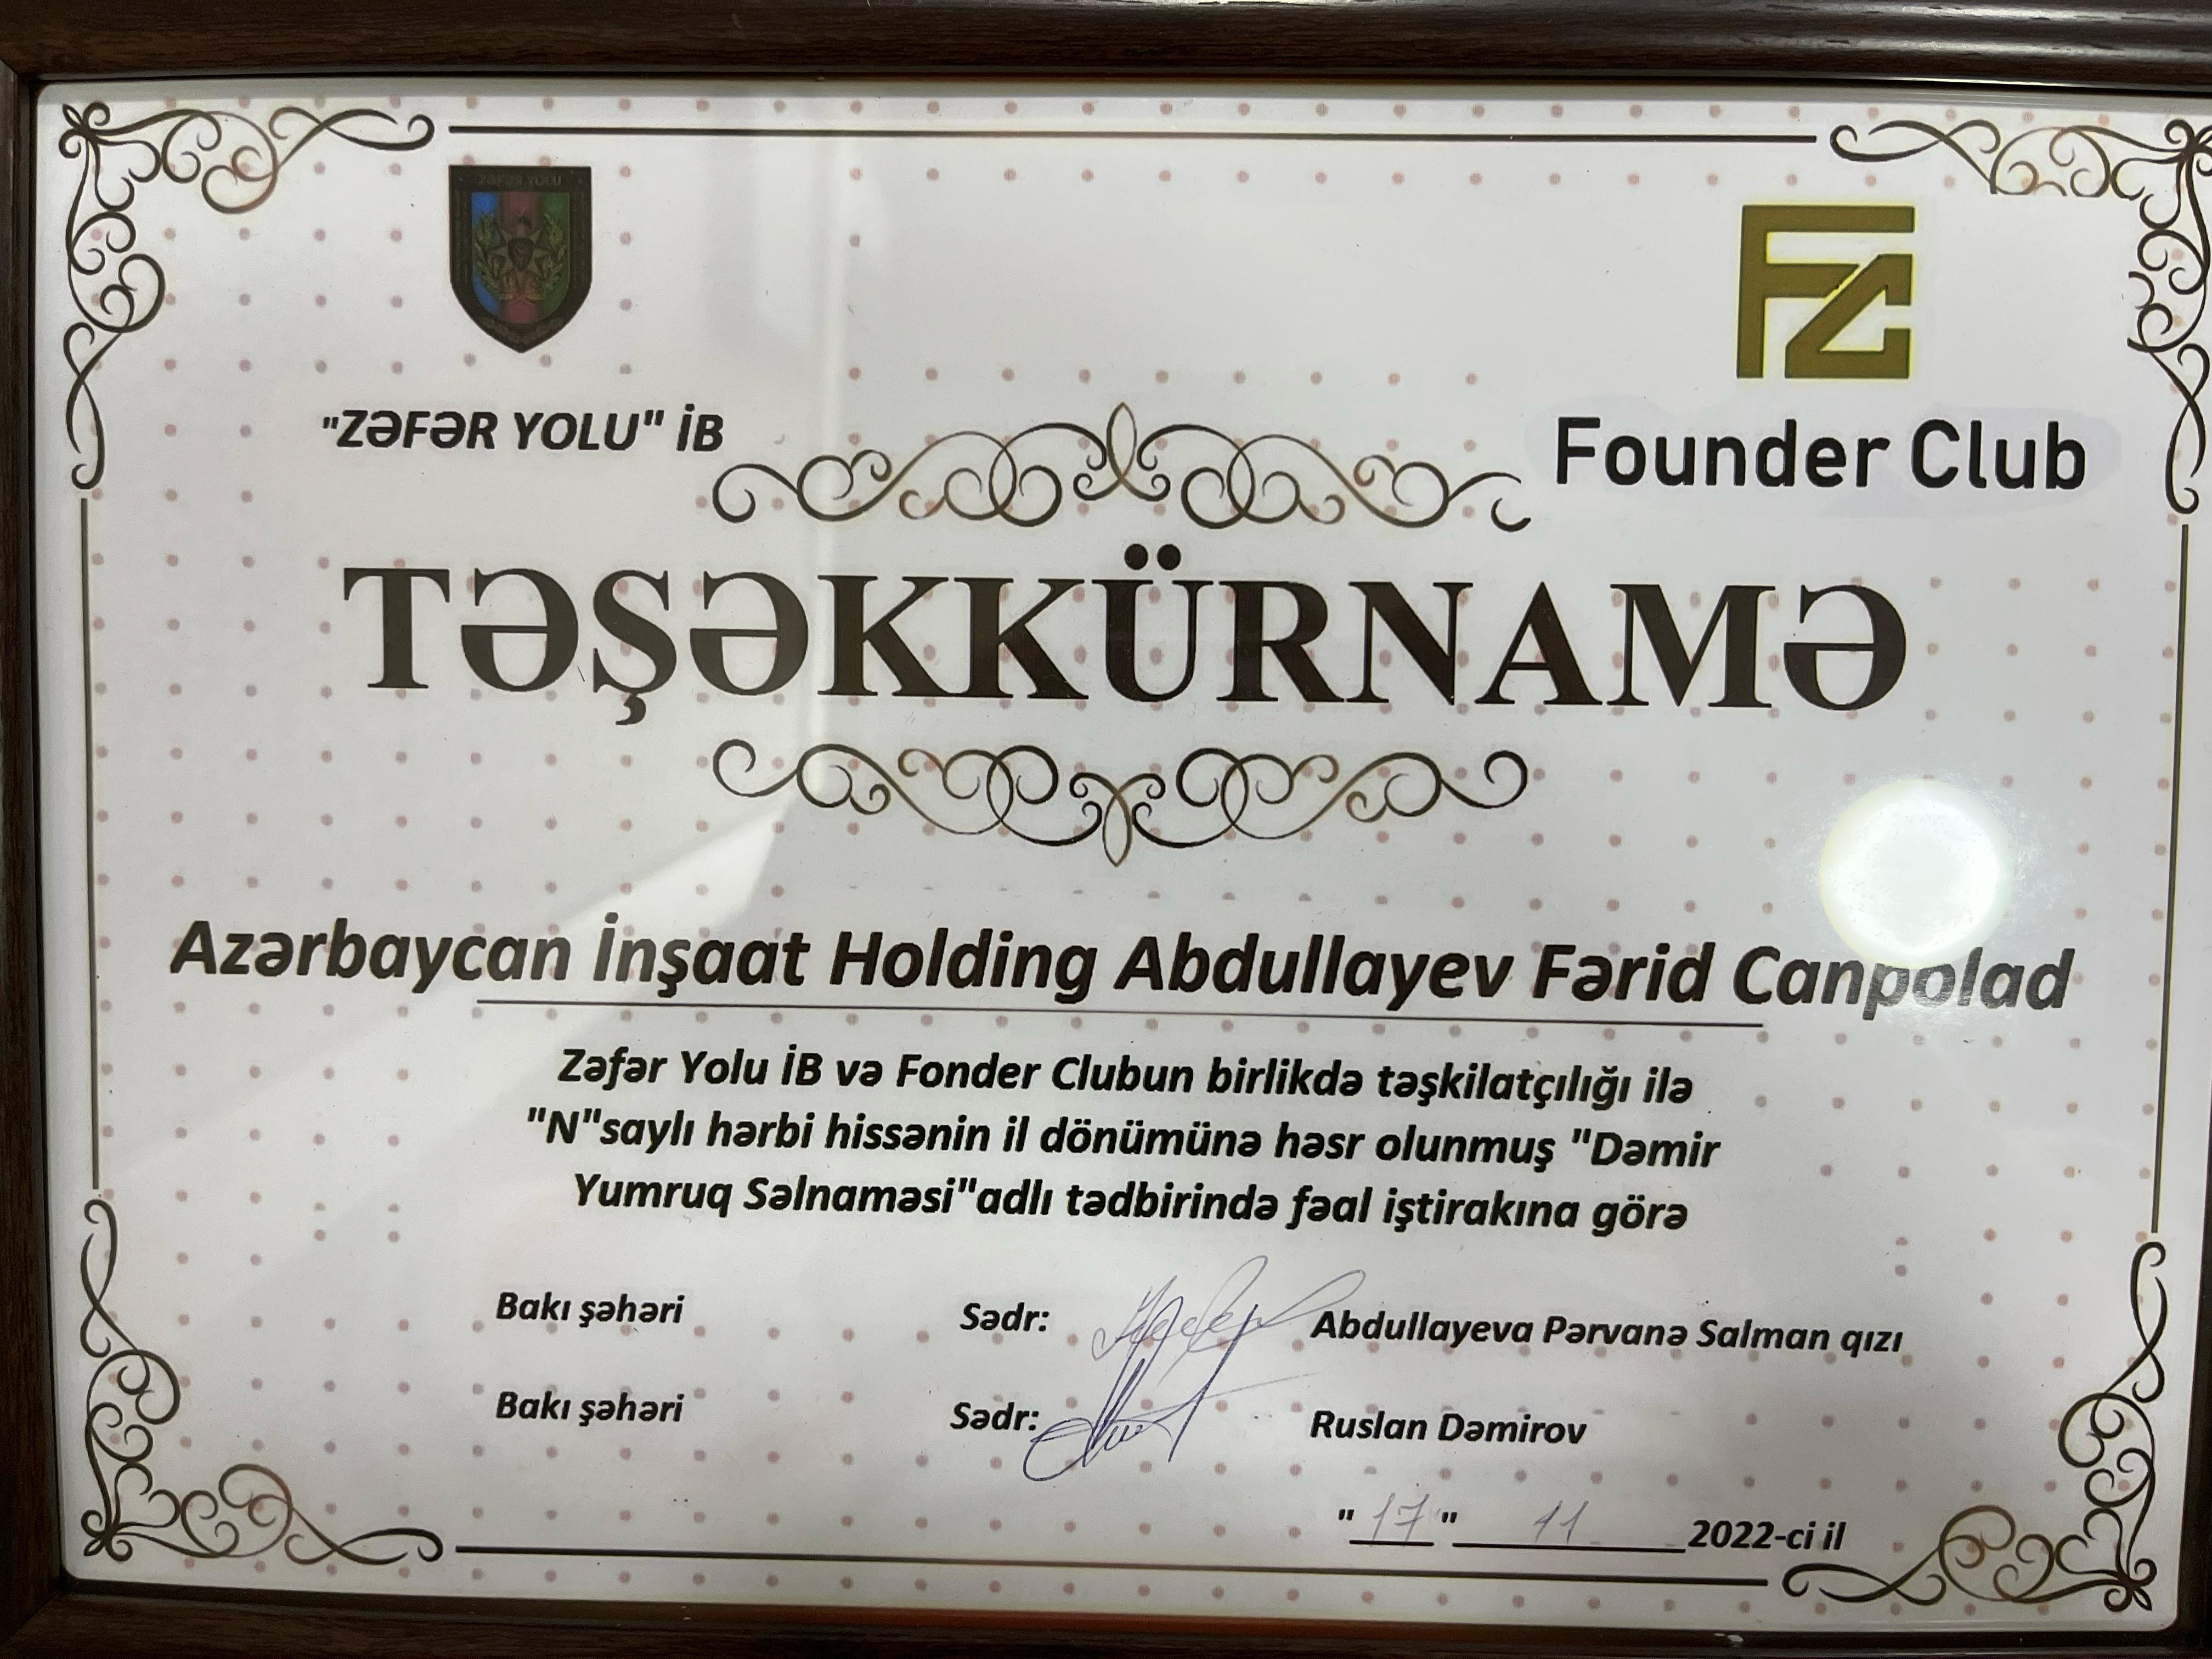 ZƏFƏR YOLU
"ZƏFƏR YOLU" İB
FC
Founder Club
TƏŞƏKKÜRNAMƏ
Azərbaycan İnşaat Holding Abdullayev Fərid Canpolad
Zəfər Yolu İB və Fonder Clubun birlikdə təşkilatçılığı ilə
"N"saylı hərbi hissənin il dönümünə həsr olunmuş "Dəmir
Yumruq Səlnaməsi"adlı tədbirində fəal iştirakına görə
Bakı şəhəri Sədr: Abdullayeva Pərvanə Salman qızı
Bakı şəhəri Sədr: Ruslan Dəmirov
"17" 11 2022-ci il